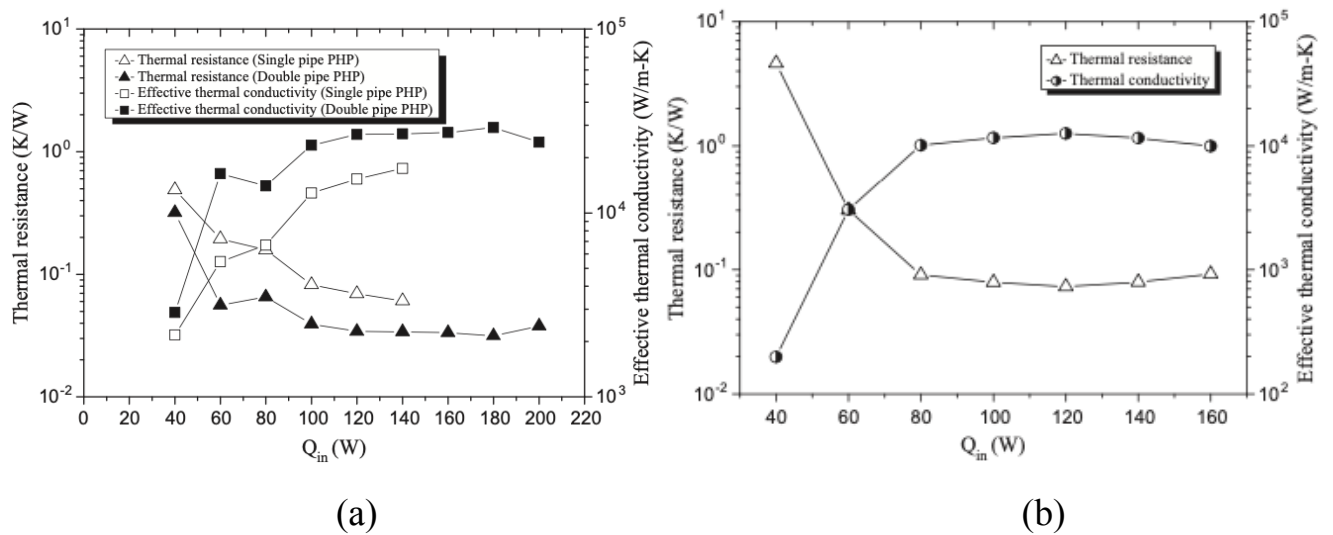 Thermal resistance (K/W)
10^1
10^0
10^-1
10^-2
Thermal resistance (Single pipe PHP)
Thermal resistance (Double pipe PHP)
Effective thermal conductivity (Single pipe PHP)
Effective thermal conductivity (Double pipe PHP)
10^5
10^4
10^3
Effective thermal conductivity (W/m-K)
0 20 40 60 80 100 120 140 160 180 200 220
Q_in (W)
(a)
Thermal resistance (K/W)
10^1
10^0
10^-1
10^-2
Thermal resistance
Thermal conductivity
10^5
10^4
10^3
10^2
Effective thermal conductivity (W/m-K)
40 60 80 100 120 140 160
Q_in (W)
(b)